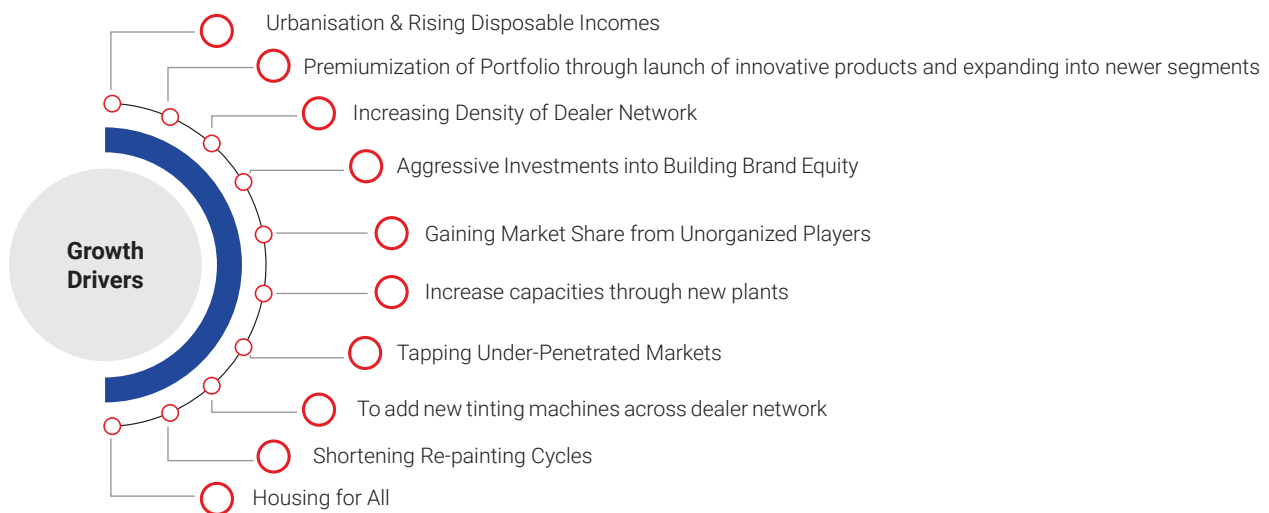 Urbanisation & Rising Disposable Incomes
Premiumization of Portfolio through launch of innovative products and expanding into newer segments
Increasing Density of Dealer Network
Aggressive Investments into Building Brand Equity
Growth
Drivers
Gaining Market Share from Unorganized Players
Increase capacities through new plants
Tapping Under-Penetrated Markets
To add new tinting machines across dealer network
Shortening Re-painting Cycles
Housing for All